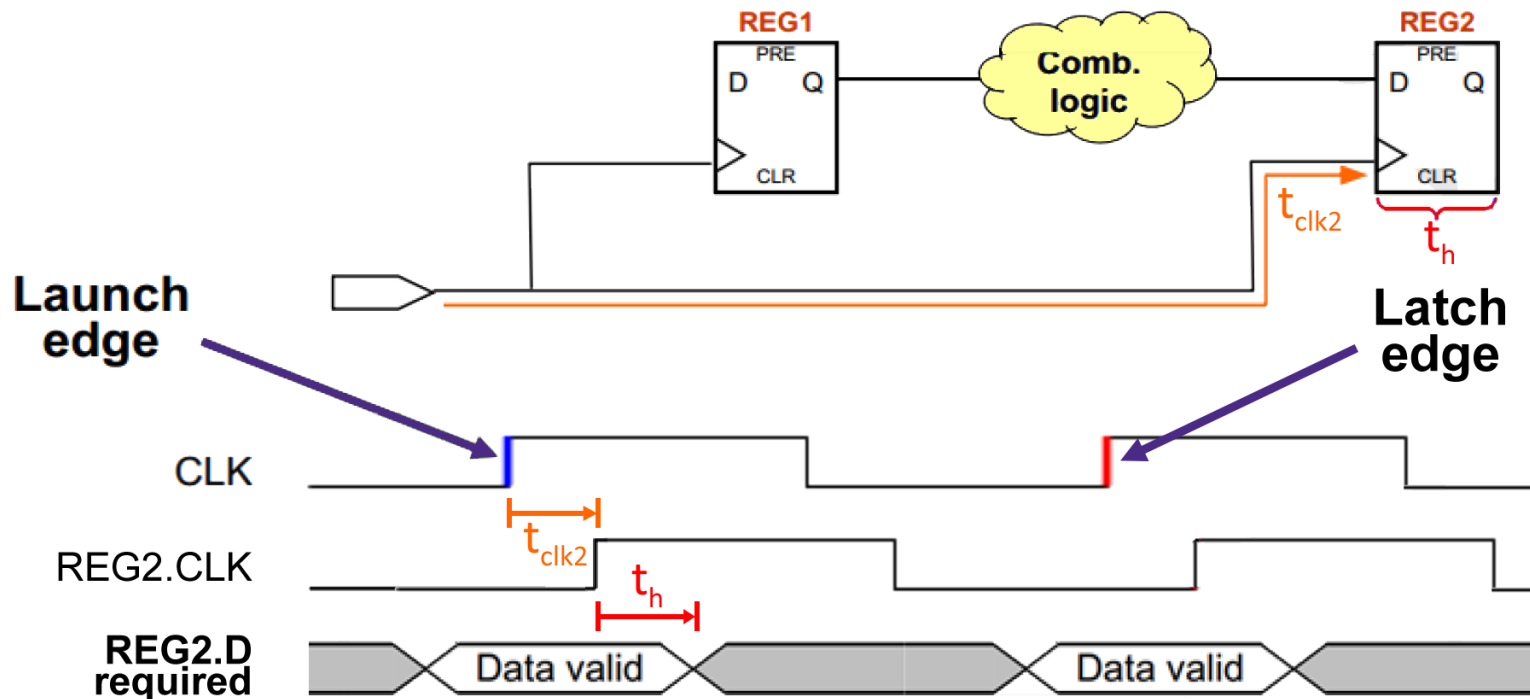 REG1
REG2
PRE
D Q
CLR
Comb.
logic
PRE
D Q
CLR
tclk2
th
Launch
edge
Latch
edge
CLK
tclk2
REG2.CLK
th
REG2.D
required
Data valid
Data valid